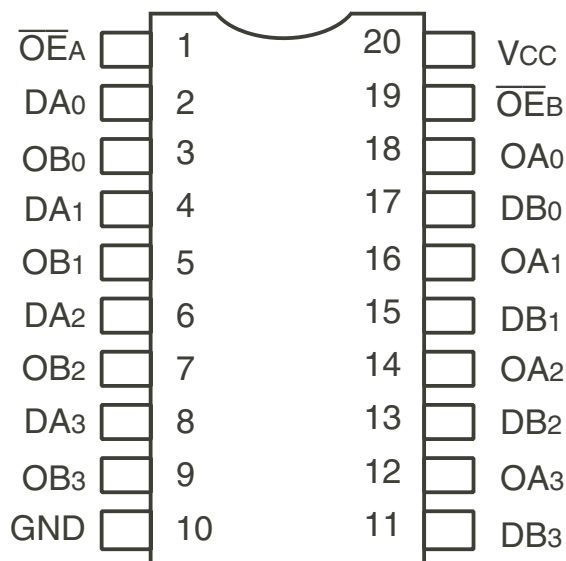 O̅E̅A 1 20 VCC
DA0 2 19 O̅E̅B
OB0 3 18 OA0
DA1 4 17 DB0
OB1 5 16 OA1
DA2 6 15 DB1
OB2 7 14 OA2
DA3 8 13 DB2
OB3 9 12 OA3
GND 10 11 DB3